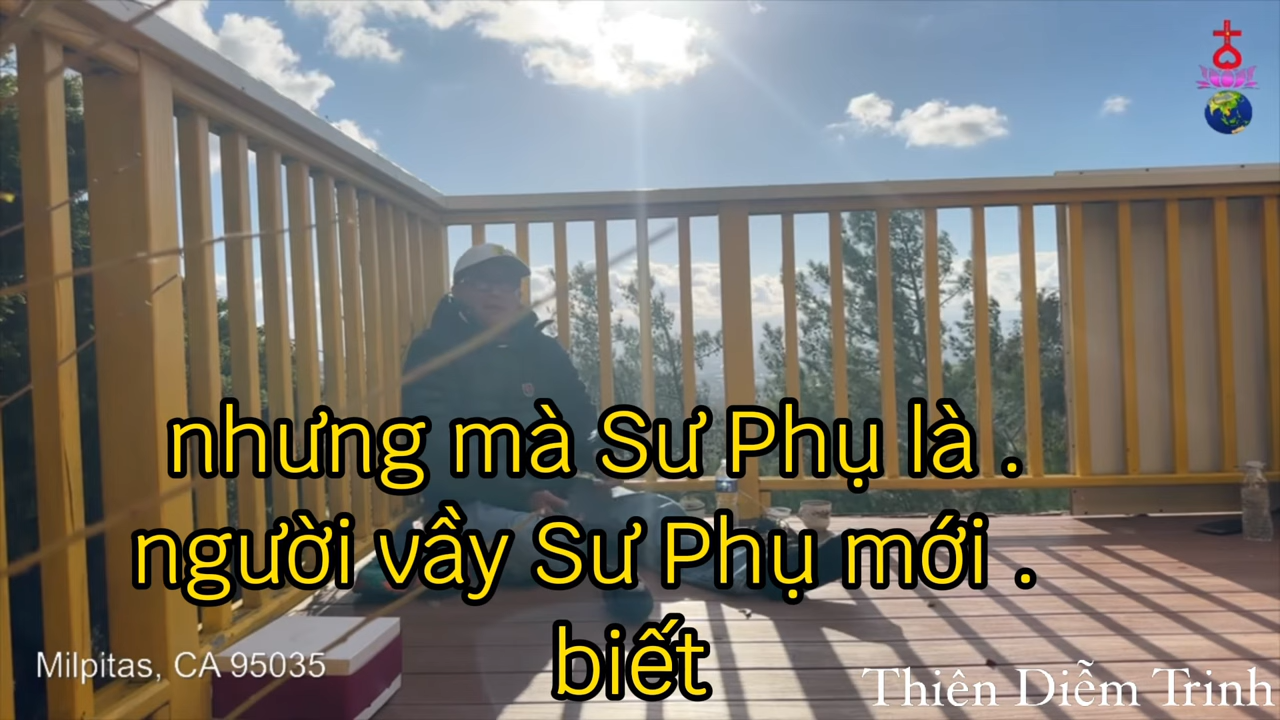 nhưng mà Sư Phụ là .
người vầy Sư Phụ mới .
biết
Milpitas, CA 95035
Thiên Diễm Trinh